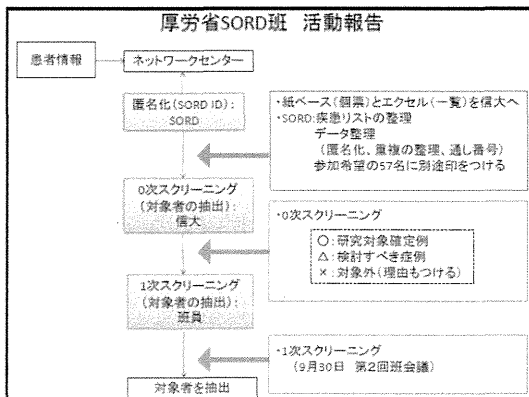 厚労省SORD班 活動報告
患者情報
ネットワークセンター
匿名化(SORD ID):
SORD
・紙ベース(個票)とエクセル(一覧)を信大へ
・SORD:疾患リストの整理
データ整理
(匿名化、重複の整理、通し番号)
参加希望の57名に別途印をつける
0次スクリーニング
(対象者の抽出):
信大
・0次スクリーニング
○:研究対象確定例
△:検討すべき症例
×:対象外(理由もつける)
1次スクリーニング
(対象者の抽出):
班員
・1次スクリーニング
(9月30日 第2回班会議)
対象者を抽出